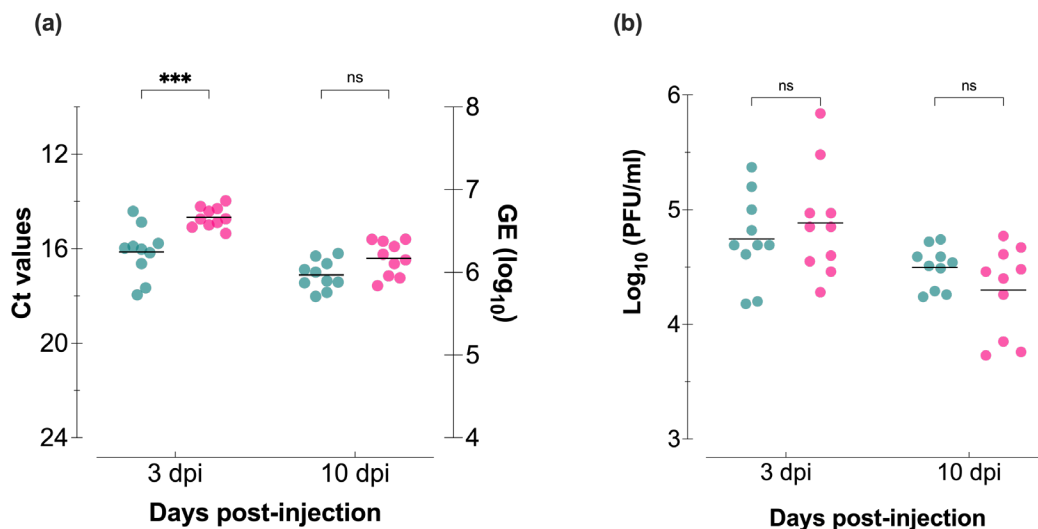 (a)
***
ns
12
16
20
24
Ct values
8
7
6
5
4
GE (log10)
3 dpi
10 dpi
Days post-injection
(b)
ns
ns
6
5
4
3
Log10 (PFU/ml)
3 dpi
10 dpi
Days post-injection